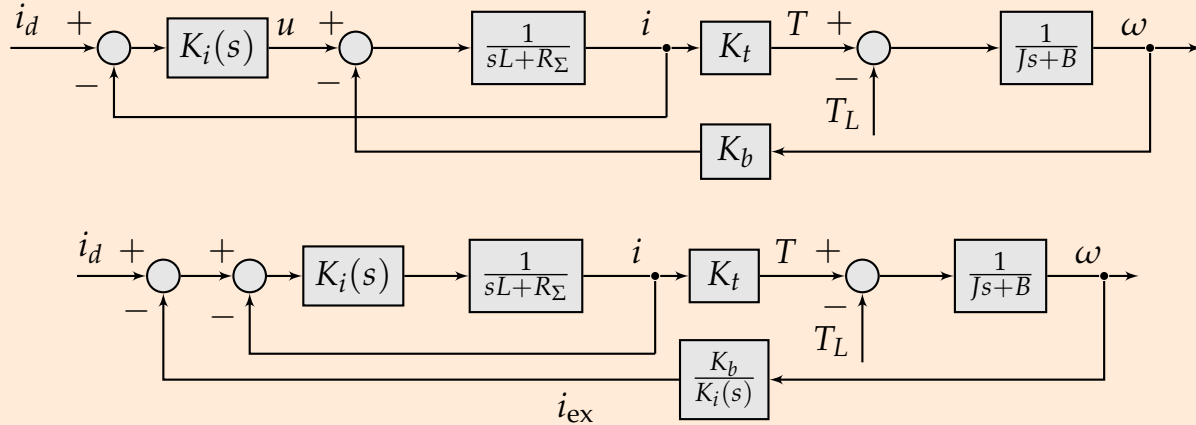 i_d + K_i(s) u + 1/(sL+R_Σ) i K_t T + 1/(Js+B) ω
− − −
T_L
K_b
i_d + + K_i(s) 1/(sL+R_Σ) i K_t T + 1/(Js+B) ω
− − −
T_L
K_b/K_i(s)
i_ex